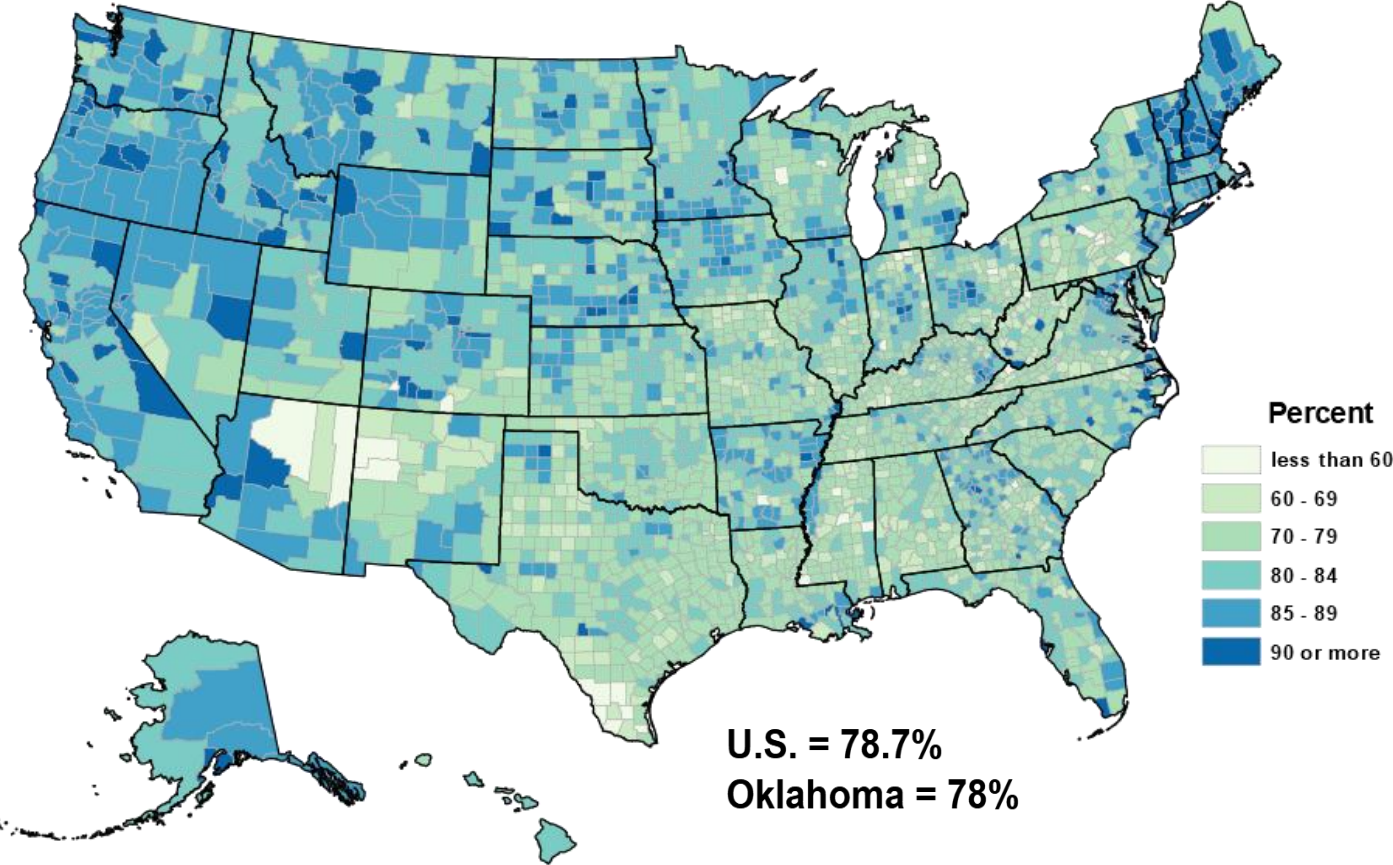 Percent
less than 60
60 - 69
70 - 79
80 - 84
85 - 89
90 or more
U.S. = 78.7%
Oklahoma = 78%